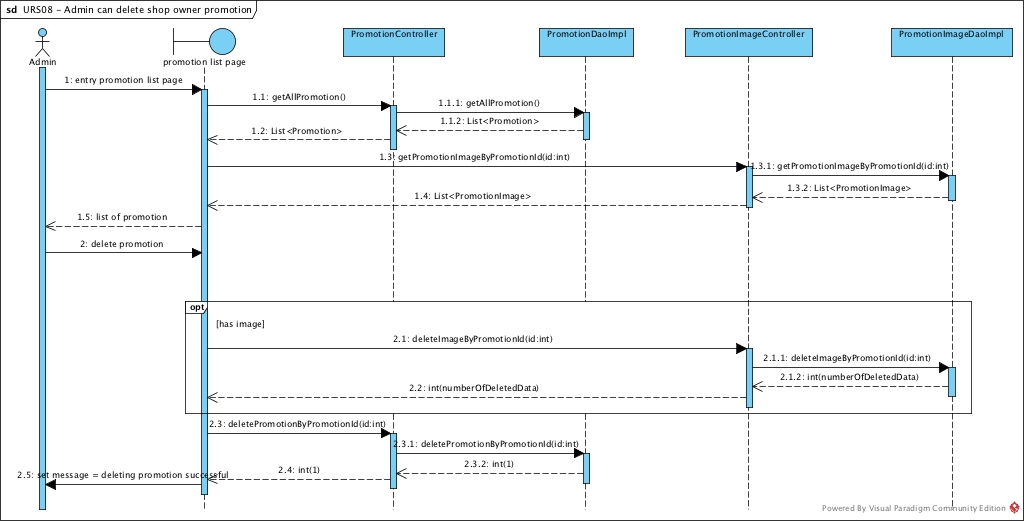 sd URS08 - Admin can delete shop owner promotion
PromotionController
PromotionDaoImpl
PromotionImageController
PromotionImageDaoImpl
Admin
promotion list page
1: entry promotion list page
1.1: getAllPromotion()
1.1.1: getAllPromotion()
1.1.2: List<Promotion>
1.2: List<Promotion>
1.3: getPromotionImageByPromotionId(id:int)
1.3.1: getPromotionImageByPromotionId(id:int)
1.3.2: List<PromotionImage>
1.4: List<PromotionImage>
1.5: list of promotion
2: delete promotion
opt
[has image]
2.1: deleteImageByPromotionId(id:int)
2.1.1: deleteImageByPromotionId(id:int)
2.1.2: int(numberOfDeletedData)
2.2: int(numberOfDeletedData)
2.3: deletePromotionByPromotionId(id:int)
2.3.1: deletePromotionByPromotionId(id:int)
2.3.2: int(1)
2.4: int(1)
2.5: set message = deleting promotion successful
Powered By Visual Paradigm Community Edition